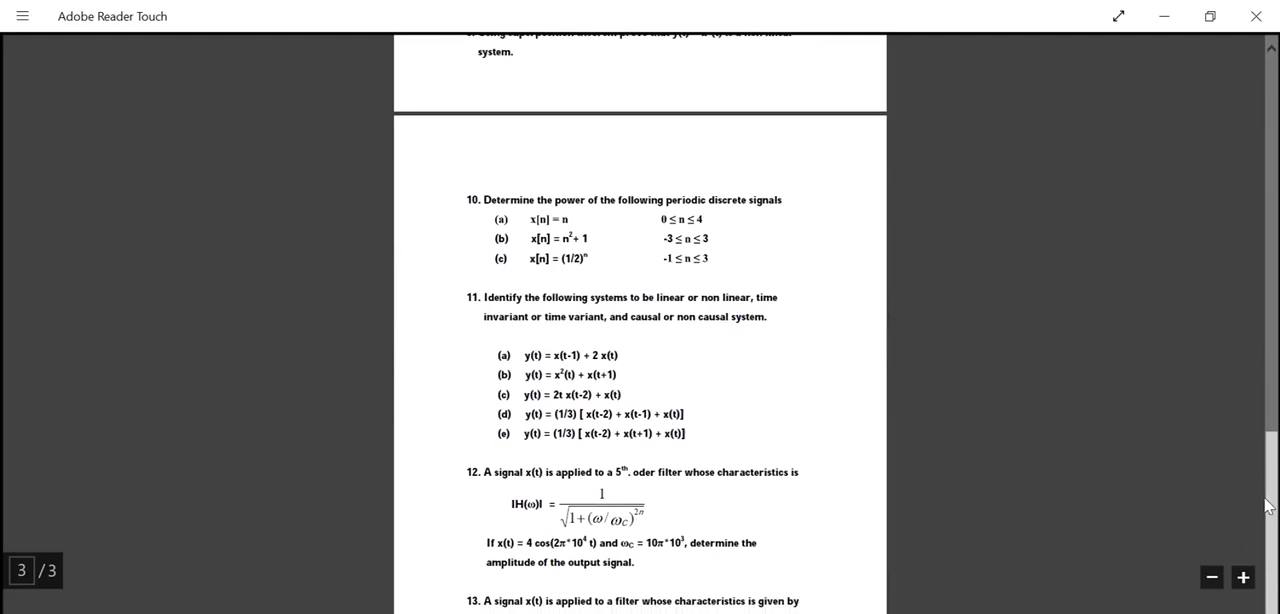 Adobe Reader Touch
system.
10. Determine the power of the following periodic discrete signals
(a) x[n] = n 0 ≤ n ≤ 4
(b) x[n] = n²+ 1 -3 ≤ n ≤ 3
(c) x[n] = (1/2)ⁿ -1 ≤ n ≤ 3
11. Identify the following systems to be linear or non linear, time
invariant or time variant, and causal or non causal system.
(a) y(t) = x(t-1) + 2 x(t)
(b) y(t) = x²(t) + x(t+1)
(c) y(t) = 2t x(t-2) + x(t)
(d) y(t) = (1/3) [ x(t-2) + x(t-1) + x(t)]
(e) y(t) = (1/3) [ x(t-2) + x(t+1) + x(t)]
12. A signal x(t) is applied to a 5th. oder filter whose characteristics is
|H(ω)| = 1 / √1+(ω/ωC)^2n
If x(t) = 4 cos(2π*10⁴ t) and ωC = 10π*10³, determine the
amplitude of the output signal.
13. A signal x(t) is applied to a filter whose characteristics is given by
3 /3